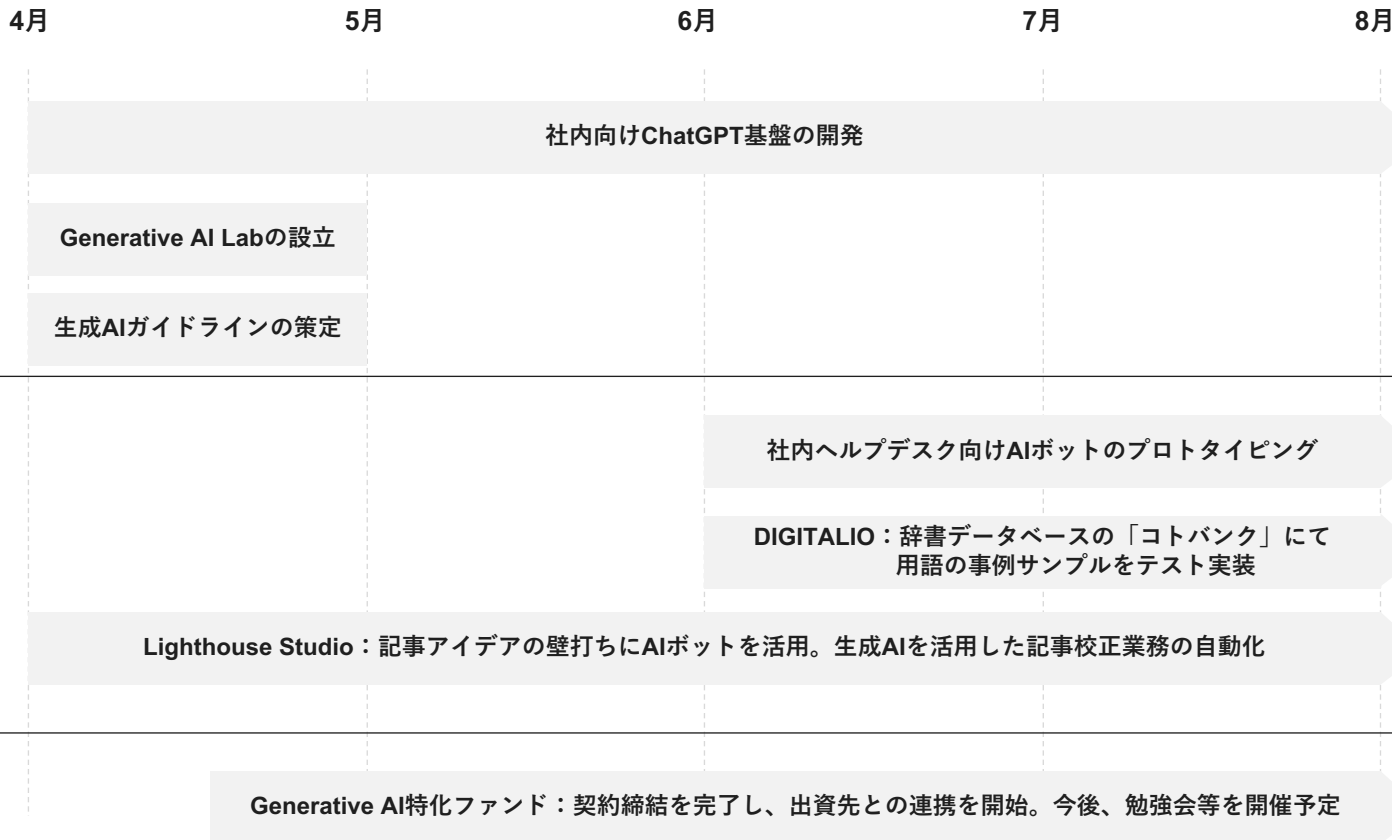 4月 5月 6月 7月 8月
社内向けChatGPT基盤の開発
Generative AI Labの設立
生成AIガイドラインの策定
社内ヘルプデスク向けAIボットのプロトタイピング
DIGITALIO：辞書データベースの「コトバンク」にて
用語の事例サンプルをテスト実装
Lighthouse Studio：記事アイデアの壁打ちにAIボットを活用。生成AIを活用した記事校正業務の自動化
Generative AI特化ファンド：契約締結を完了し、出資先との連携を開始。今後、勉強会等を開催予定